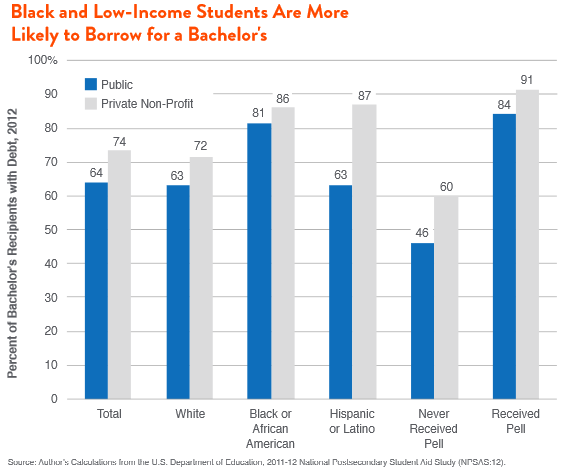 Black and Low-Income Students Are More
Likely to Borrow for a Bachelor's
Percent of Bachelor's Recipients with Debt, 2012
100%
90
80
70
60
50
40
30
20
10
0
Public
Private Non-Profit
64
74
63
72
81
86
63
87
46
60
84
91
Total
White
Black or
African
American
Hispanic
or Latino
Never
Received
Pell
Received
Pell
Source: Author's Calculations from the U.S. Department of Education, 2011-12 National Postsecondary Student Aid Study (NPSAS:12).